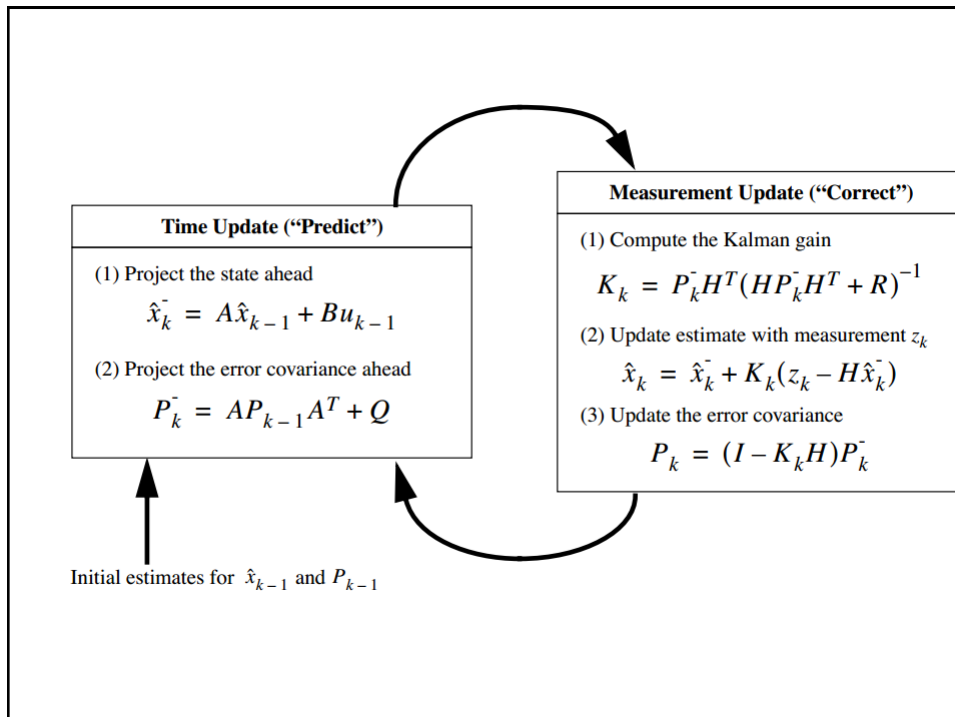 Time Update (“Predict”)
(1) Project the state ahead
x̂⁻ₖ = Ax̂ₖ₋₁ + Buₖ₋₁
(2) Project the error covariance ahead
P⁻ₖ = APₖ₋₁Aᵀ + Q
Initial estimates for x̂ₖ₋₁ and Pₖ₋₁
Measurement Update (“Correct”)
(1) Compute the Kalman gain
Kₖ = P⁻ₖHᵀ(HP⁻ₖHᵀ + R)⁻¹
(2) Update estimate with measurement zₖ
x̂ₖ = x̂⁻ₖ + Kₖ(zₖ – Hx̂⁻ₖ)
(3) Update the error covariance
Pₖ = (I – KₖH)P⁻ₖ